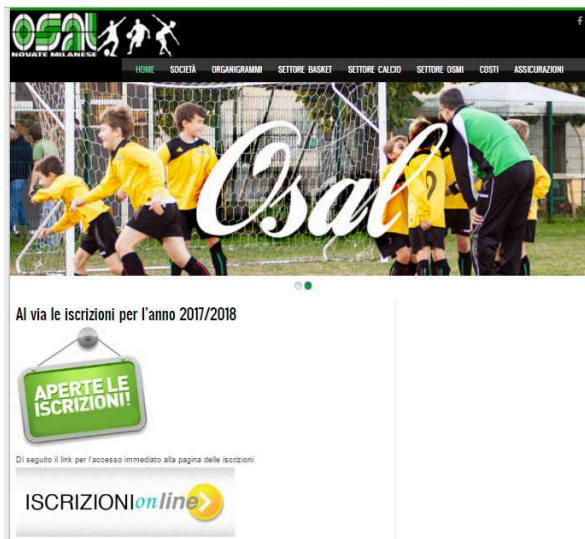 OSAL
NOVATE MILANESE
f
HOME SOCIETÀ ORGANIGRAMMI SETTORE BASKET SETTORE CALCIO SETTORE OSMI COSTI ASSICURAZIONI
Osal
Al via le iscrizioni per l'anno 2017/2018
APERTE LE
ISCRIZIONI!
Di seguito il link per l'accesso immediato alla pagina delle iscrizioni
ISCRIZIONIonline